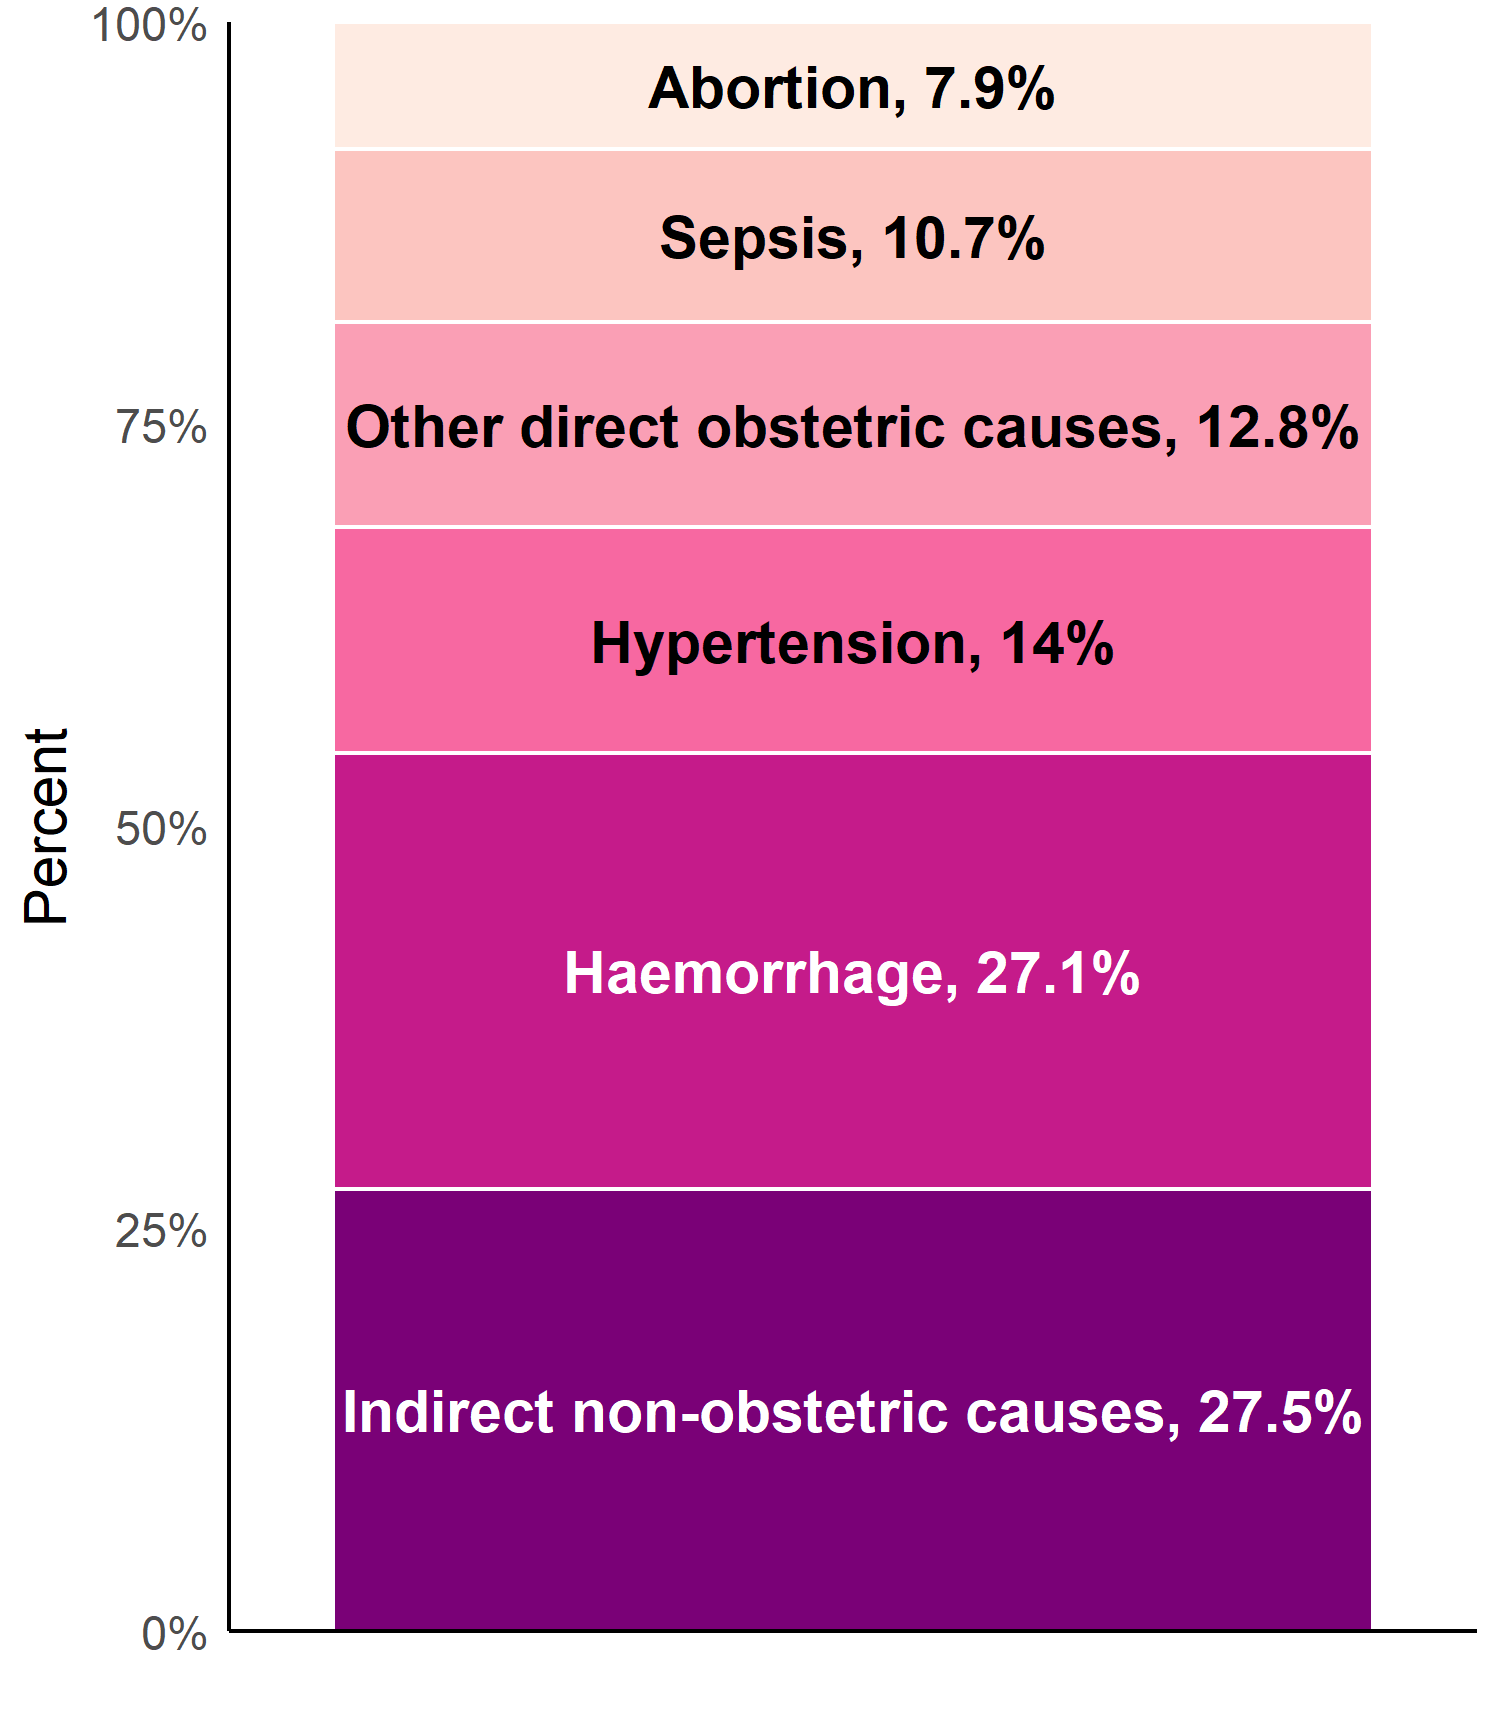 100%
Abortion, 7.9%
Sepsis, 10.7%
75%
Other direct obstetric causes, 12.8%
Hypertension, 14%
Percent
50%
Haemorrhage, 27.1%
25%
Indirect non-obstetric causes, 27.5%
0%